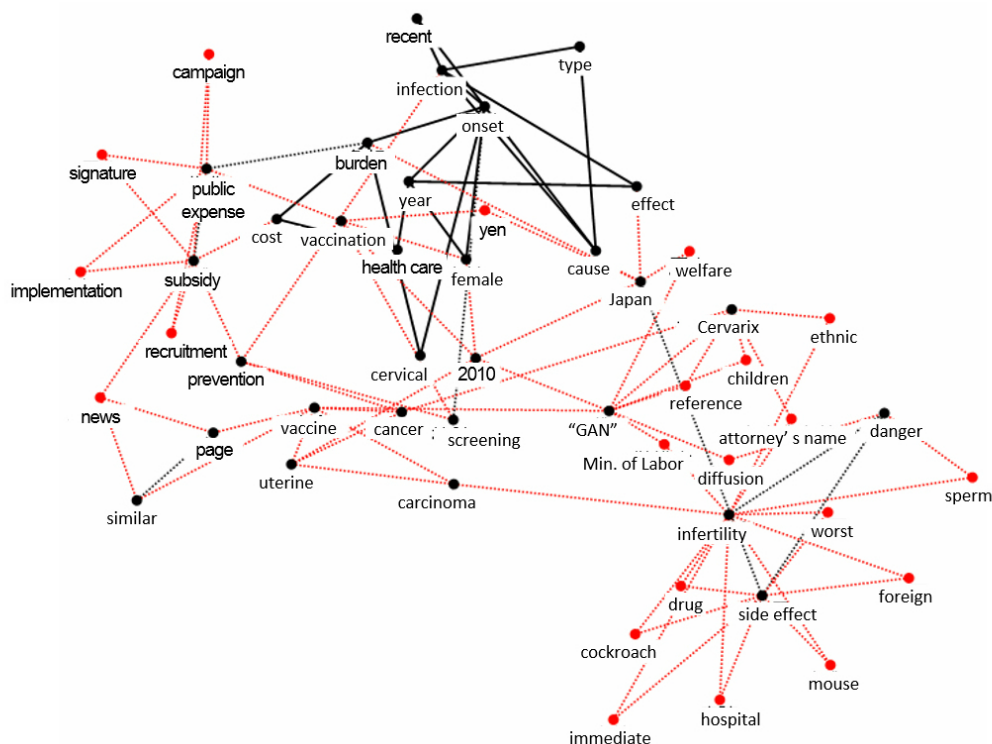 recent
type
campaign
infection
onset
burden
signature
public
expense
year
effect
yen
cost
vaccination
health care
female
cause
welfare
implementation
subsidy
Japan
Cervarix
ethnic
recruitment
prevention
cervical
2010
children
reference
news
page
vaccine
cancer
screening
“GAN”
attorney’ s name
danger
Min. of Labor
diffusion
uterine
carcinoma
sperm
similar
infertility
worst
drug
side effect
foreign
cockroach
mouse
hospital
immediate